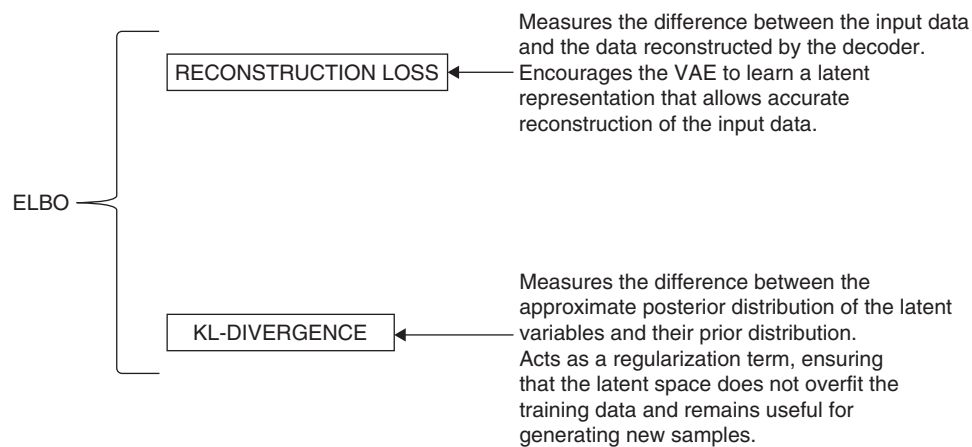 Measures the difference between the input data
and the data reconstructed by the decoder.
RECONSTRUCTION LOSS
Encourages the VAE to learn a latent
representation that allows accurate
reconstruction of the input data.
ELBO
Measures the difference between the
approximate posterior distribution of the latent
KL-DIVERGENCE
variables and their prior distribution.
Acts as a regularization term, ensuring
that the latent space does not overfit the
training data and remains useful for
generating new samples.